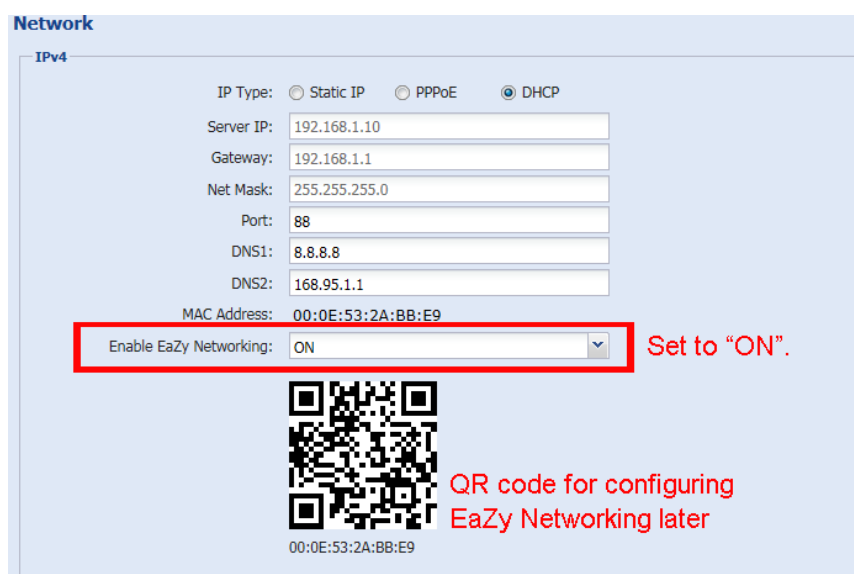 Network
IPv4
IP Type: Static IP PPPoE DHCP
Server IP: 192.168.1.10
Gateway: 192.168.1.1
Net Mask: 255.255.255.0
Port: 88
DNS1: 8.8.8.8
DNS2: 168.95.1.1
MAC Address: 00:0E:53:2A:BB:E9
Enable EaZy Networking: ON Set to “ON”.
QR code for configuring
EaZy Networking later
00:0E:53:2A:BB:E9